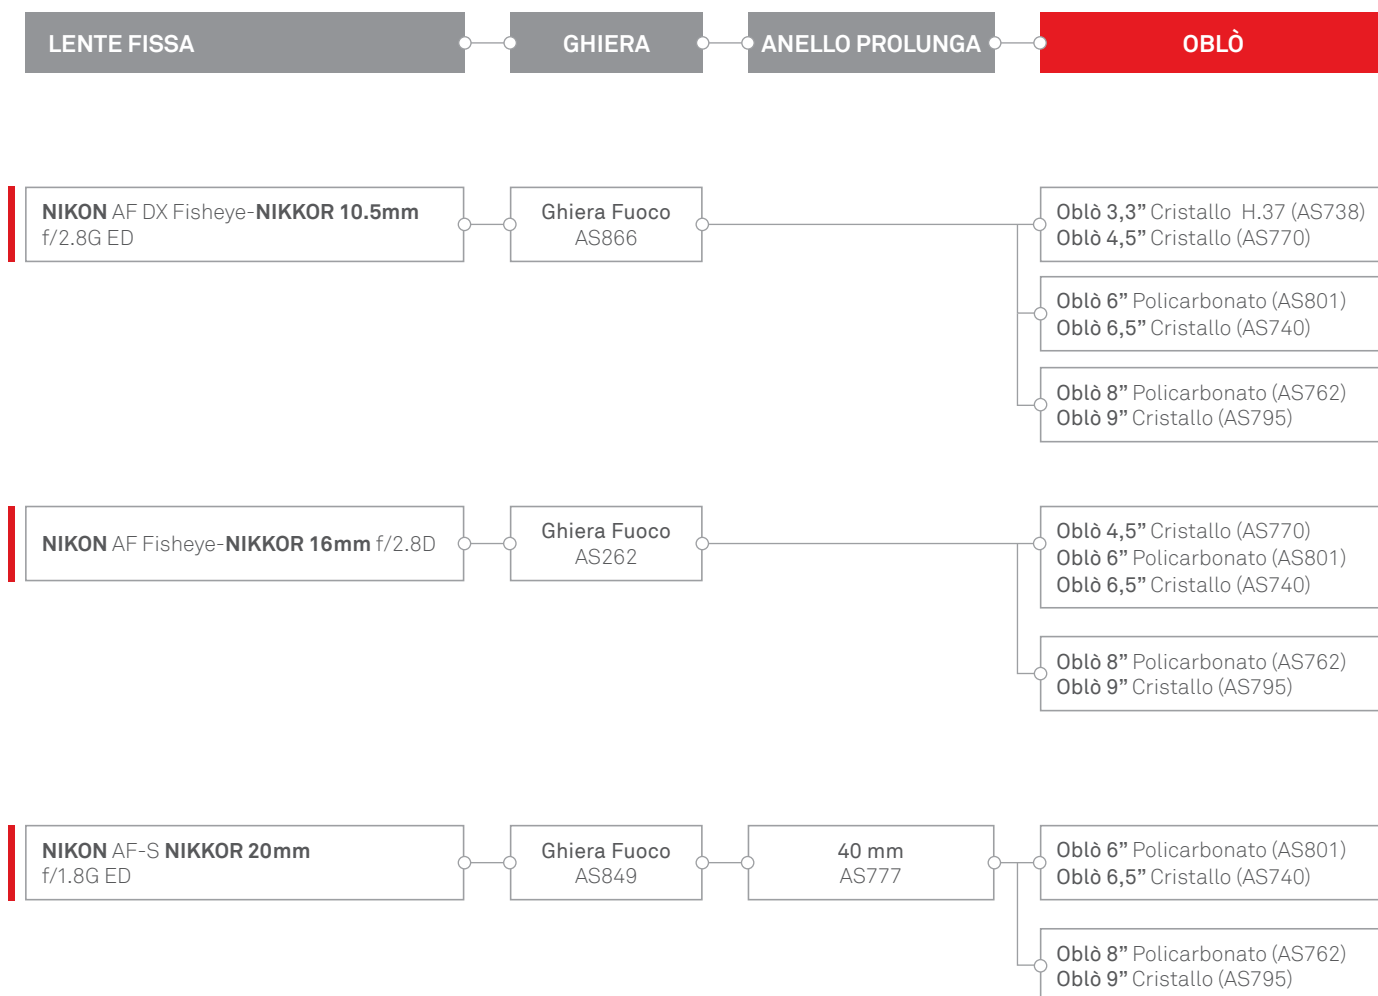 LENTE FISSA
GHIERA
ANELLO PROLUNGA
OBLÒ
NIKON AF DX Fisheye-NIKKOR 10.5mm
f/2.8G ED
Ghiera Fuoco
AS866
Oblò 3,3” Cristallo H.37 (AS738)
Oblò 4,5” Cristallo (AS770)
Oblò 6” Policarbonato (AS801)
Oblò 6,5” Cristallo (AS740)
Oblò 8” Policarbonato (AS762)
Oblò 9” Cristallo (AS795)
NIKON AF Fisheye-NIKKOR 16mm f/2.8D
Ghiera Fuoco
AS262
Oblò 4,5” Cristallo (AS770)
Oblò 6” Policarbonato (AS801)
Oblò 6,5” Cristallo (AS740)
Oblò 8” Policarbonato (AS762)
Oblò 9” Cristallo (AS795)
NIKON AF-S NIKKOR 20mm
f/1.8G ED
Ghiera Fuoco
AS849
40 mm
AS777
Oblò 6” Policarbonato (AS801)
Oblò 6,5” Cristallo (AS740)
Oblò 8” Policarbonato (AS762)
Oblò 9” Cristallo (AS795)